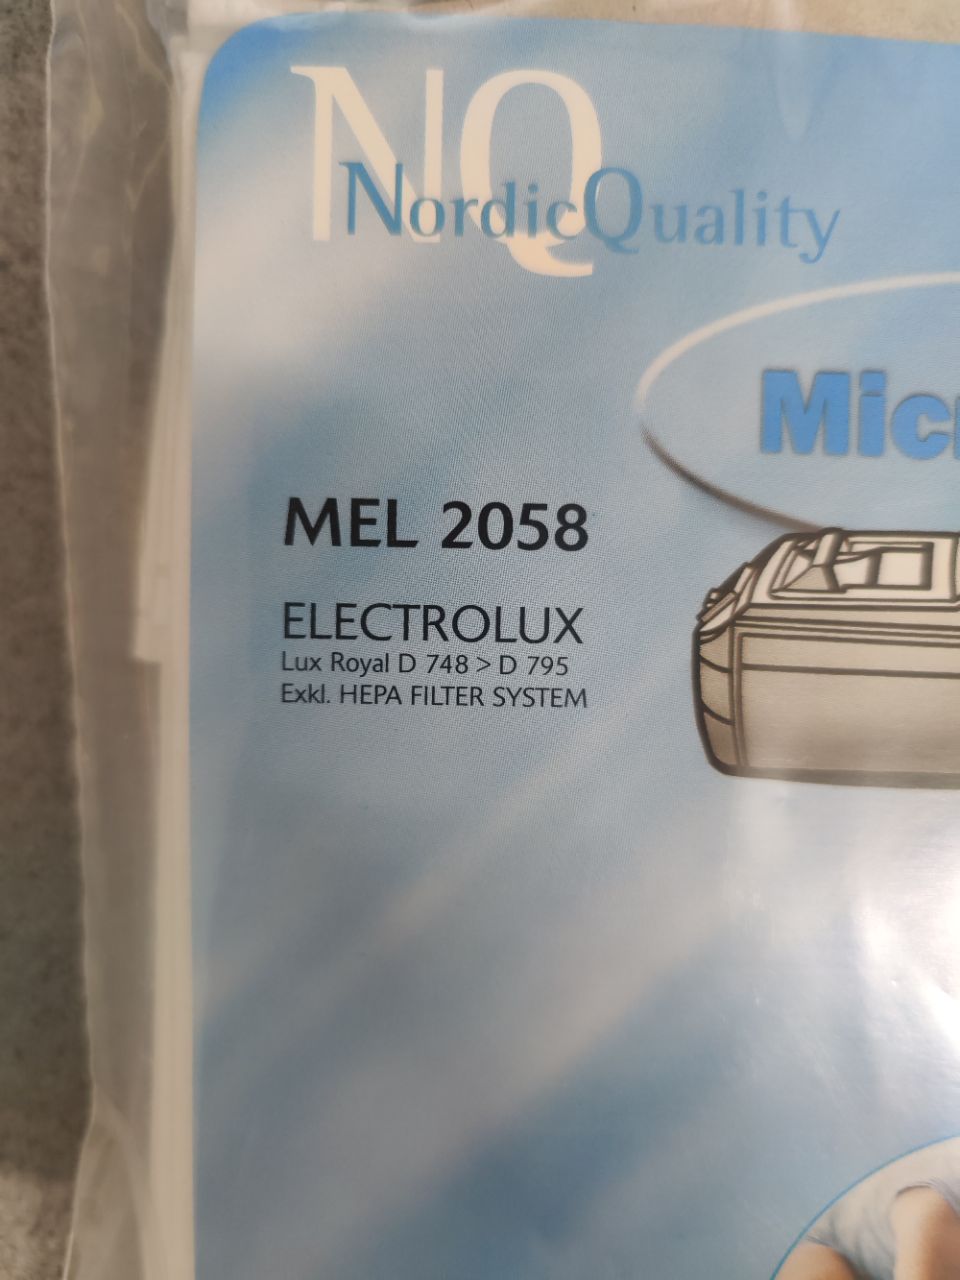 NQ
NordicQuality
MEL 2058
ELECTROLUX
Lux Royal D 748 > D 795
Exkl. HEPA FILTER SYSTEM